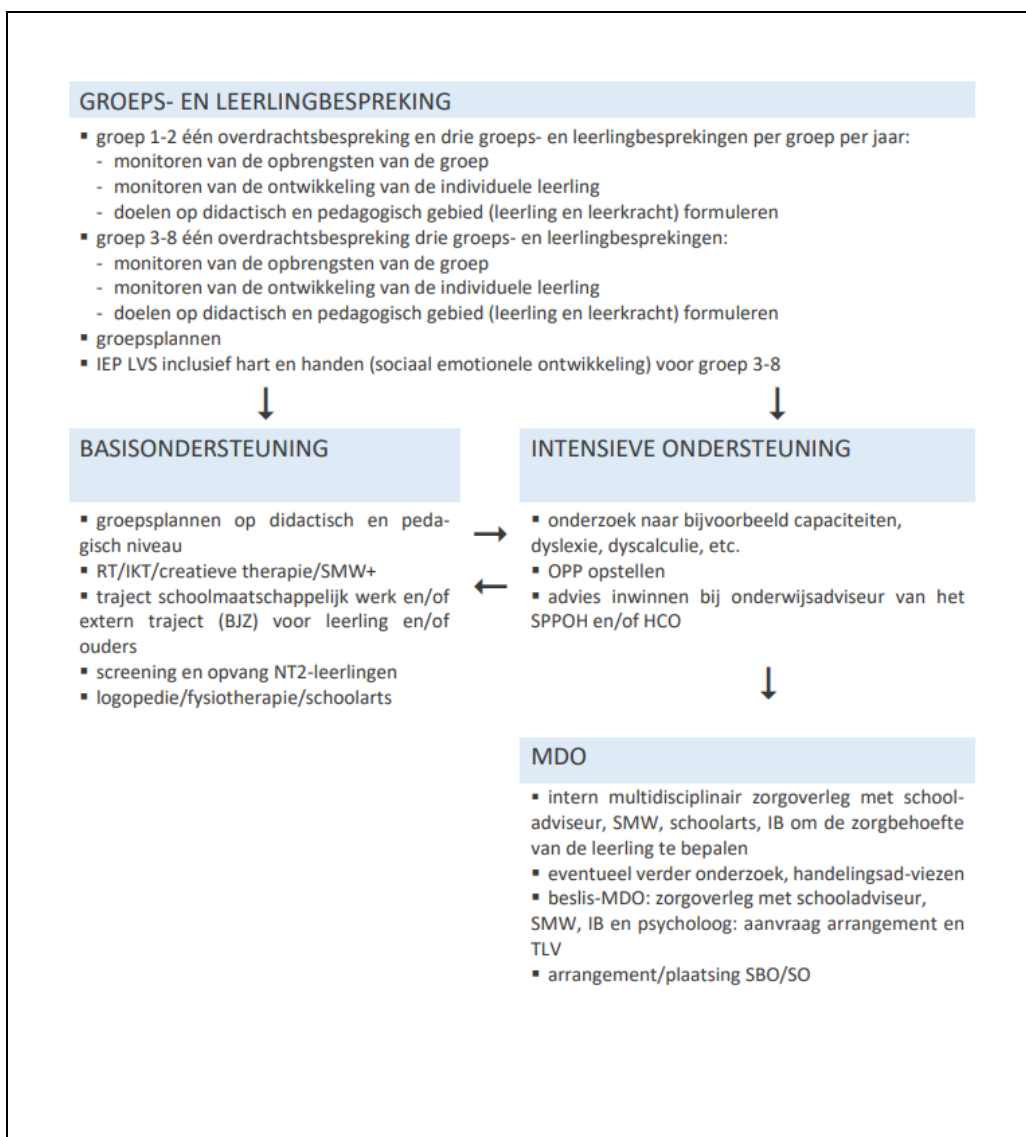 GROEPS- EN LEERLINGBESPREKING
▪ groep 1-2 één overdrachtsbespreking en drie groeps- en leerlingbesprekingen per groep per jaar:
- monitoren van de opbrengsten van de groep
- monitoren van de ontwikkeling van de individuele leerling
- doelen op didactisch en pedagogisch gebied (leerling en leerkracht) formuleren
▪ groep 3-8 één overdrachtsbespreking drie groeps- en leerlingbesprekingen:
- monitoren van de opbrengsten van de groep
- monitoren van de ontwikkeling van de individuele leerling
- doelen op didactisch en pedagogisch gebied (leerling en leerkracht) formuleren
▪ groepsplannen
▪ IEP LVS inclusief hart en handen (sociaal emotionele ontwikkeling) voor groep 3-8
BASISONDERSTEUNING
▪ groepsplannen op didactisch en peda-
gisch niveau
▪ RT/IKT/creatieve therapie/SMW+
▪ traject schoolmaatschappelijk werk en/of
extern traject (BJZ) voor leerling en/of
ouders
▪ screening en opvang NT2-leerlingen
▪ logopedie/fysiotherapie/schoolarts
INTENSIEVE ONDERSTEUNING
▪ onderzoek naar bijvoorbeeld capaciteiten,
dyslexie, dyscalculie, etc.
▪ OPP opstellen
▪ advies inwinnen bij onderwijsadviseur van het
SPPOH en/of HCO
MDO
▪ intern multidisciplinair zorgoverleg met school-
adviseur, SMW, schoolarts, IB om de zorgbehoefte
van de leerling te bepalen
▪ eventueel verder onderzoek, handelingsad-viezen
▪ beslis-MDO: zorgoverleg met schooladviseur,
SMW, IB en psycholoog: aanvraag arrangement en
TLV
▪ arrangement/plaatsing SBO/SO